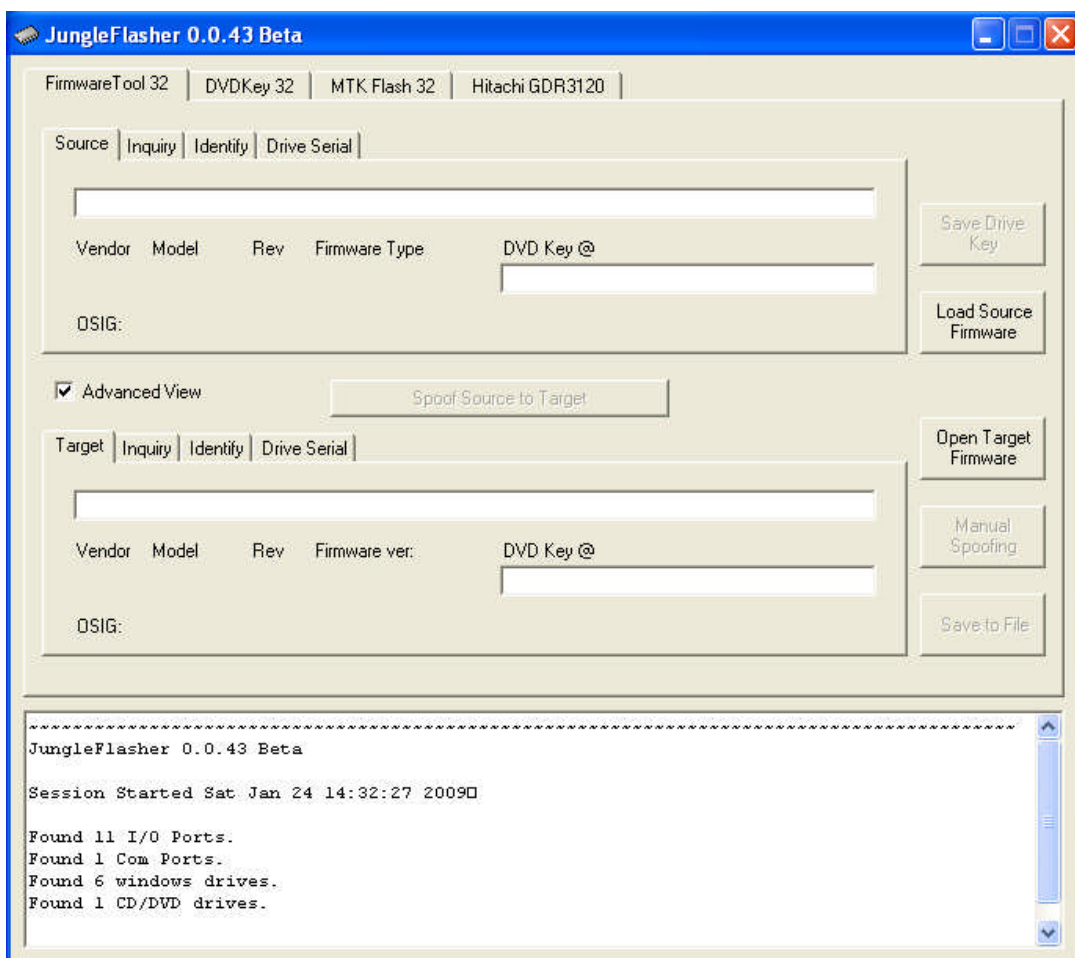 JungleFlasher 0.0.43 Beta
FirmwareTool 32 DVDKey 32 MTK Flash 32 Hitachi GDR3120
Source Inquiry Identify Drive Serial
Vendor Model Rev Firmware Type DVD Key @
OSIG:
Save Drive
Key
Load Source
Firmware
Advanced View
Spoof Source to Target
Target Inquiry Identify Drive Serial
Vendor Model Rev Firmware ver: DVD Key @
OSIG:
Open Target
Firmware
Manual
Spoofing
Save to File
~~~~~~~~~~~~~~~~~~~~~~~~~~~~~~~~~~~~~~~~~~~~~~~~~~~~~~~~~~~~~~~~~~~~~~~~~~~~~~~~~~~~~~~~~~
JungleFlasher 0.0.43 Beta
Session Started Sat Jan 24 14:32:27 2009□
Found 11 I/O Ports.
Found 1 Com Ports.
Found 6 windows drives.
Found 1 CD/DVD drives.